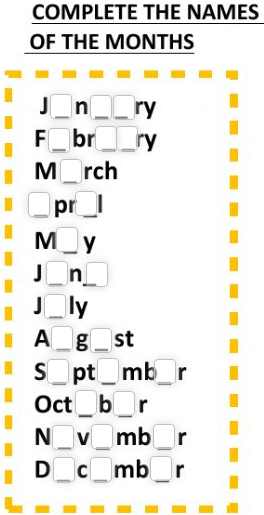 COMPLETE THE NAMES
OF THE MONTHS
J_n__ry
F_br__ry
M_rch
_pr_l
M_y
J_n_
J_ly
A_g_st
S_pt_mb_r
Oct_b_r
N_v_mb_r
D_c_mb_r